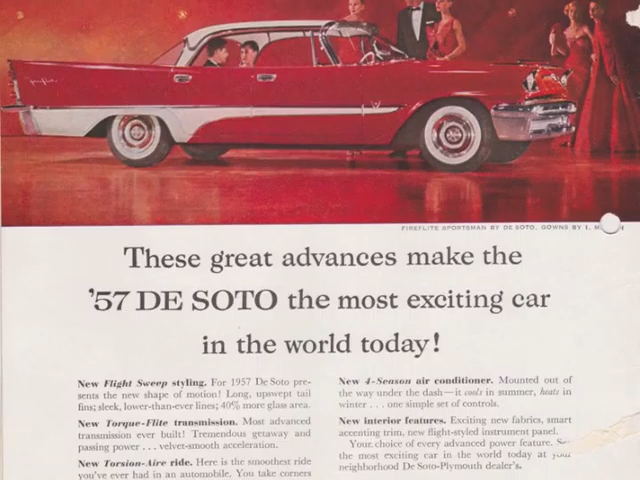 FIREFLITE SPORTSMAN BY DE SOTO. GOWNS BY I.
These great advances make the
'57 DE SOTO the most exciting car
in the world today!
New Flight Sweep styling. For 1957 De Soto pre-
sents the new shape of motion! Long, upswept tail
fins; sleek, lower-than-ever lines; 40% more glass area.
New Torque-Flite transmission. Most advanced
transmission ever built! Tremendous getaway and
passing power . . . velvet-smooth acceleration.
New Torsion-Aire ride. Here is the smoothest ride
you've ever had in an automobile. You take corners
New 4-Season air conditioner. Mounted out of
the way under the dash—it cools in summer, heats in
winter . . . one simple set of controls.
New interior features. Exciting new fabrics, smart
accenting trim, new flight-styled instrument panel.
Your choice of every advanced power feature.
the most exciting car in the world today at your
neighborhood De Soto-Plymouth dealer's.